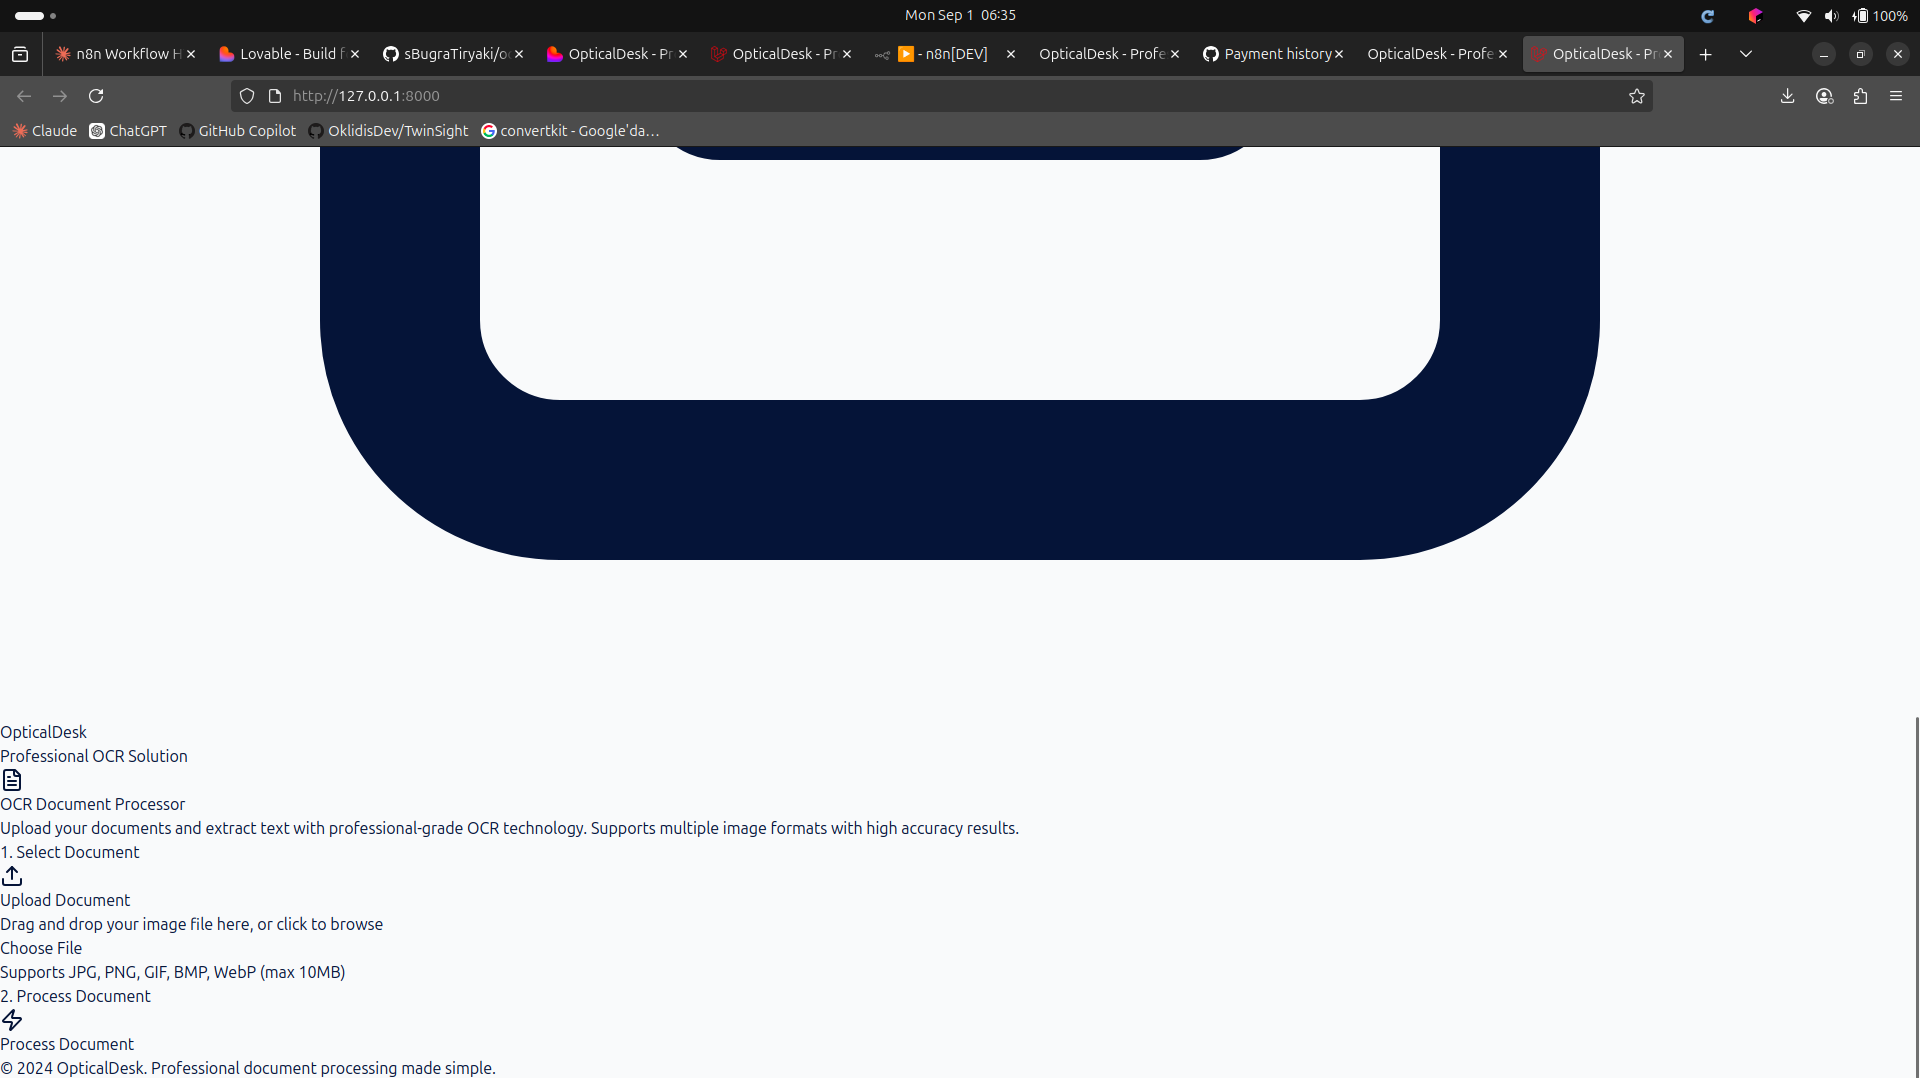 Mon Sep 1 06:35
100%
n8n Workflow H
Lovable - Build f
sBugraTiryaki/o
OpticalDesk - Pr
OpticalDesk - Pr
- n8n[DEV]
OpticalDesk - Profe
Payment history
OpticalDesk - Profe
OpticalDesk - Pr
http://127.0.0.1:8000
Claude
ChatGPT
GitHub Copilot
OklidisDev/TwinSight
convertkit - Google'da…
OpticalDesk
Professional OCR Solution
OCR Document Processor
Upload your documents and extract text with professional-grade OCR technology. Supports multiple image formats with high accuracy results.
1. Select Document
Upload Document
Drag and drop your image file here, or click to browse
Choose File
Supports JPG, PNG, GIF, BMP, WebP (max 10MB)
2. Process Document
Process Document
© 2024 OpticalDesk. Professional document processing made simple.